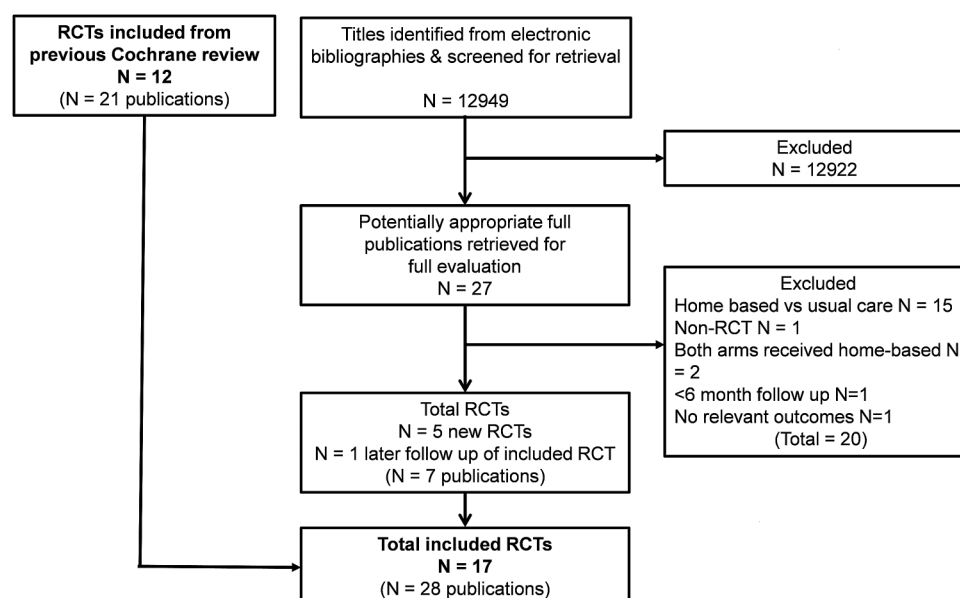 RCTs included from
previous Cochrane review
N = 12
(N = 21 publications)
Titles identified from electronic
bibliographies & screened for retrieval
N = 12949
Excluded
N = 12922
Potentially appropriate full
publications retrieved for
full evaluation
N = 27
Excluded
Home based vs usual care N = 15
Non-RCT N = 1
Both arms received home-based N
= 2
<6 month follow up N=1
No relevant outcomes N=1
(Total = 20)
Total RCTs
N = 5 new RCTs
N = 1 later follow up of included RCT
(N = 7 publications)
Total included RCTs
N = 17
(N = 28 publications)